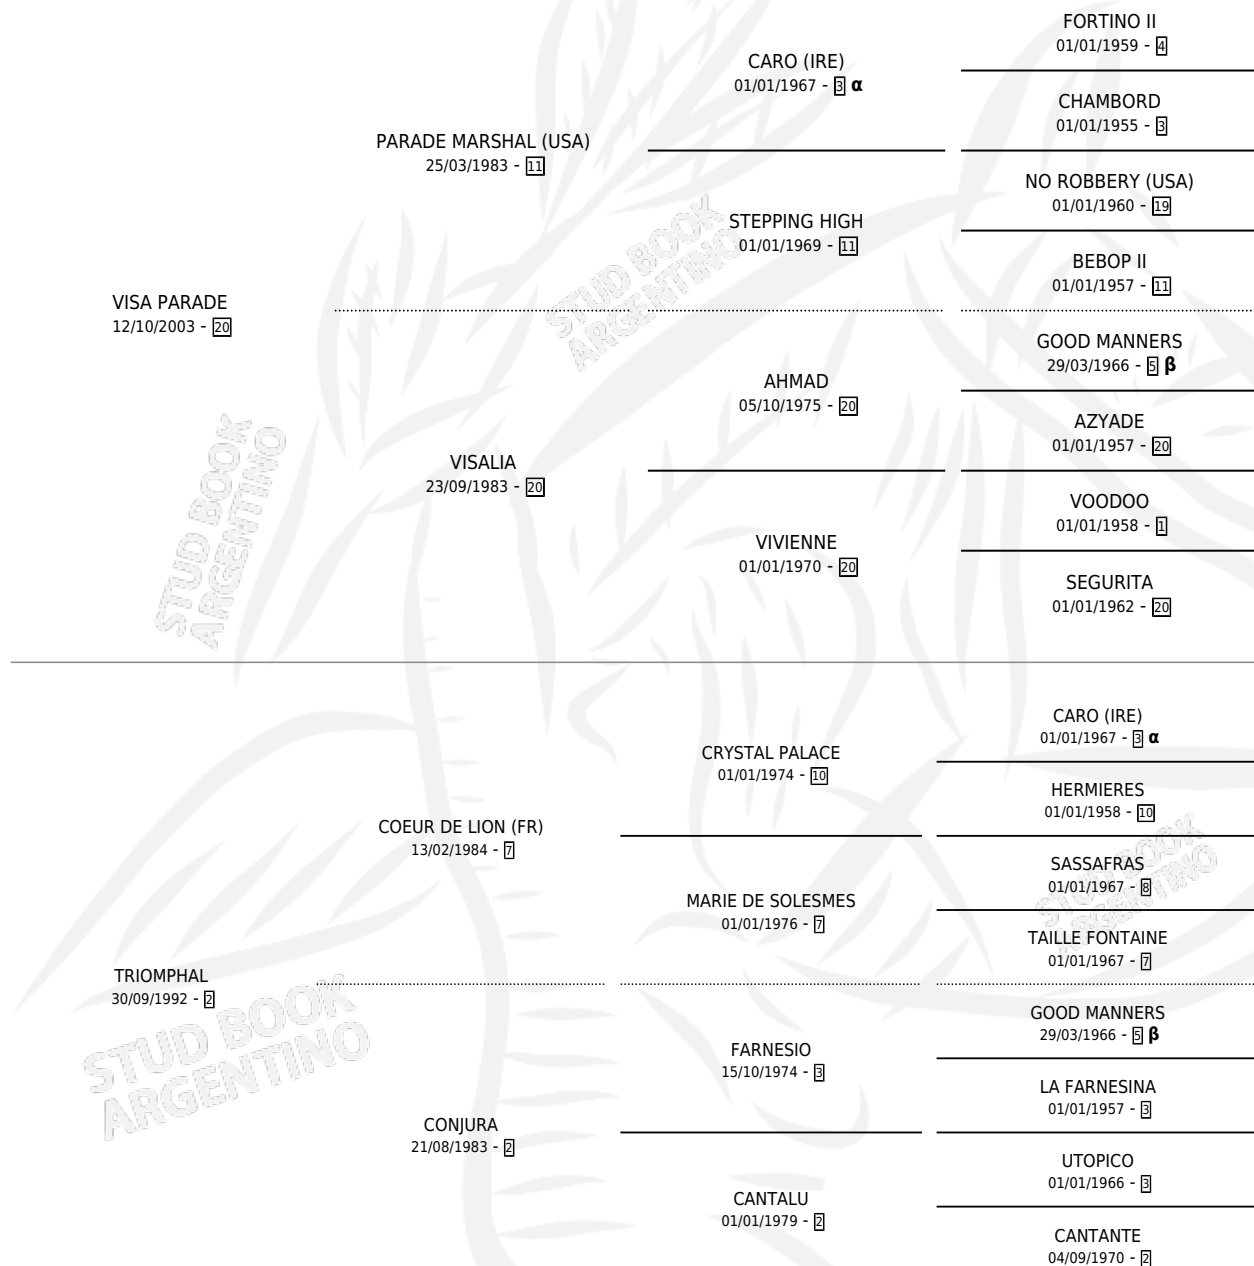 FORTINO II
01/01/1959 - 4
CARO (IRE)
01/01/1967 - 3 α
CHAMBORD
01/01/1955 - 3
PARADE MARSHAL (USA)
25/03/1983 - 11
NO ROBBERY (USA)
01/01/1960 - 19
STEPPING HIGH
01/01/1969 - 11
BEBOP II
01/01/1957 - 11
VISA PARADE
12/10/2003 - 20
GOOD MANNERS
29/03/1966 - 5 β
AHMAD
05/10/1975 - 20
AZYADE
01/01/1957 - 20
VISALIA
23/09/1983 - 20
VOODOO
01/01/1958 - 1
VIVIENNE
01/01/1970 - 20
SEGURITA
01/01/1962 - 20
CARO (IRE)
01/01/1967 - 3 α
CRYSTAL PALACE
01/01/1974 - 10
HERMIERES
01/01/1958 - 10
COEUR DE LION (FR)
13/02/1984 - 7
SASSAFRAS
01/01/1967 - 8
MARIE DE SOLESMES
01/01/1976 - 7
TAILLE FONTAINE
01/01/1967 - 7
TRIOMPHAL
30/09/1992 - 2
GOOD MANNERS
29/03/1966 - 5 β
FARNESIO
15/10/1974 - 3
LA FARNESINA
01/01/1957 - 3
CONJURA
21/08/1983 - 2
UTOPICO
01/01/1966 - 3
CANTALU
01/01/1979 - 2
CANTANTE
04/09/1970 - 2
STUD BOOK
ARGENTINO
STUD BOOK
ARGENTINO
STUD BOOK
ARGENTINO
STUD BOOK
ARGENTINO